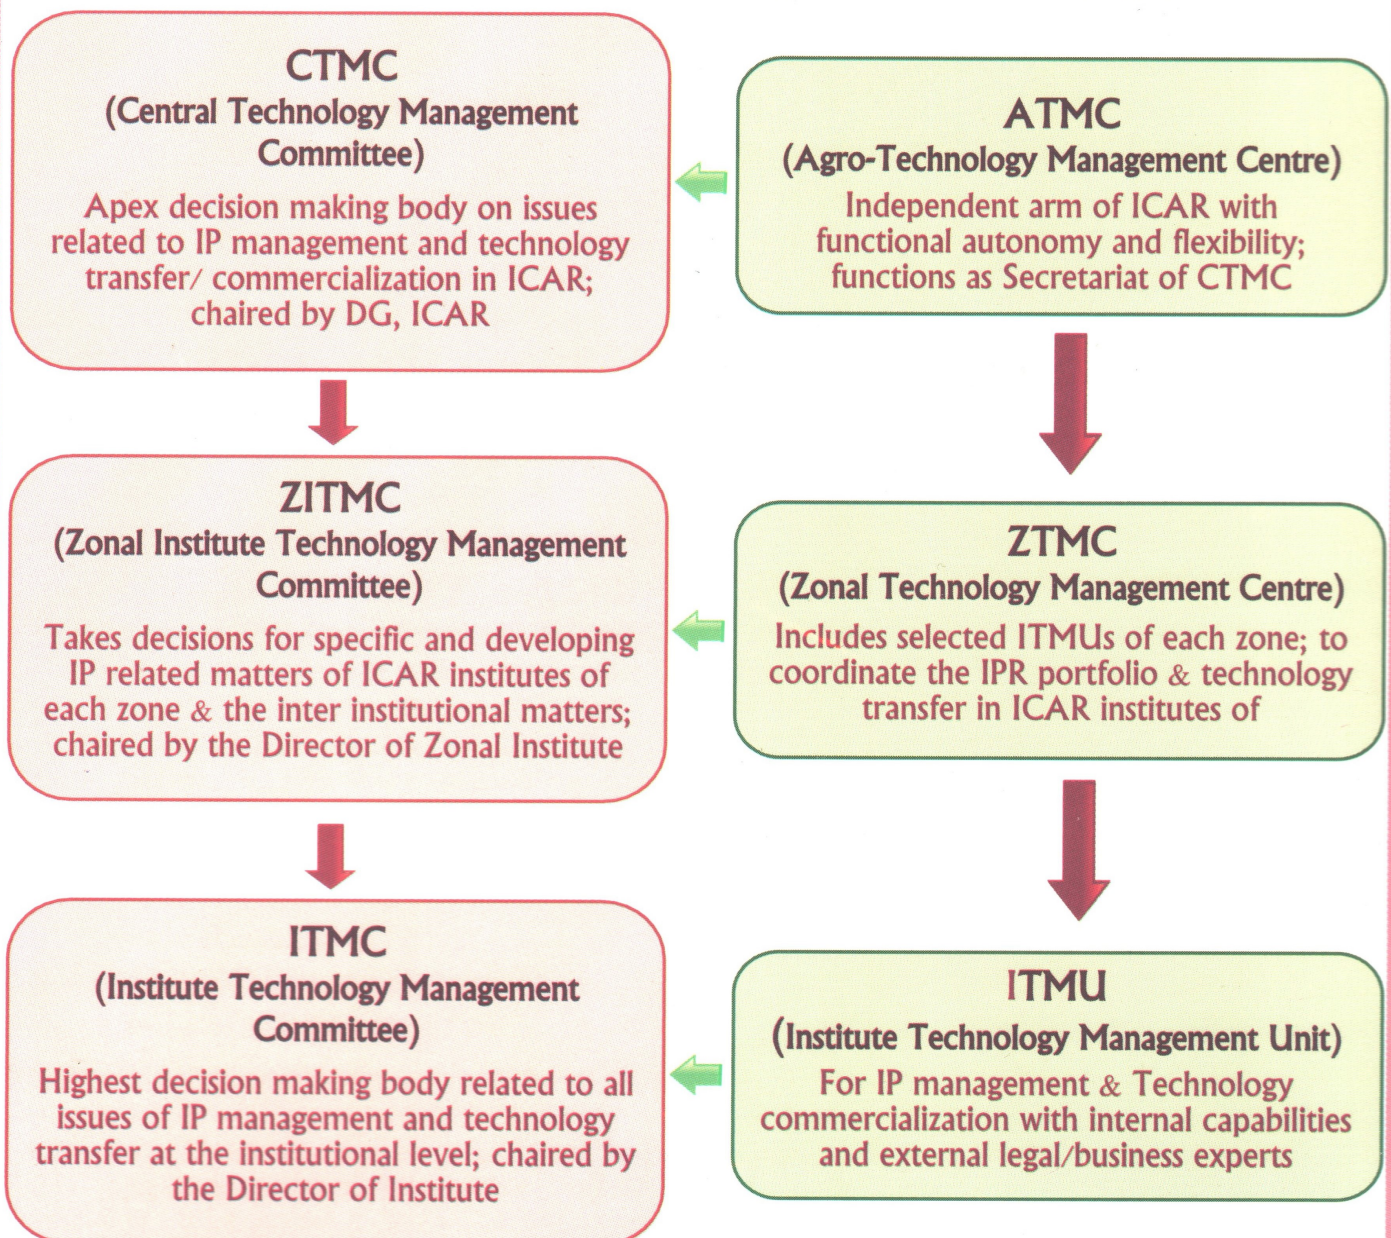 CTMC
(Central Technology Management
Committee)
Apex decision making body on issues
related to IP management and technology
transfer/ commercialization in ICAR;
chaired by DG, ICAR
ATMC
(Agro-Technology Management Centre)
Independent arm of ICAR with
functional autonomy and flexibility;
functions as Secretariat of CTMC
ZITMC
(Zonal Institute Technology Management
Committee)
Takes decisions for specific and developing
IP related matters of ICAR institutes of
each zone & the inter institutional matters;
chaired by the Director of Zonal Institute
ZTMC
(Zonal Technology Management Centre)
Includes selected ITMUs of each zone; to
coordinate the IPR portfolio & technology
transfer in ICAR institutes of
ITMC
(Institute Technology Management
Committee)
Highest decision making body related to all
issues of IP management and technology
transfer at the institutional level; chaired by
the Director of Institute
ITMU
(Institute Technology Management Unit)
For IP management & Technology
commercialization with internal capabilities
and external legal/business experts